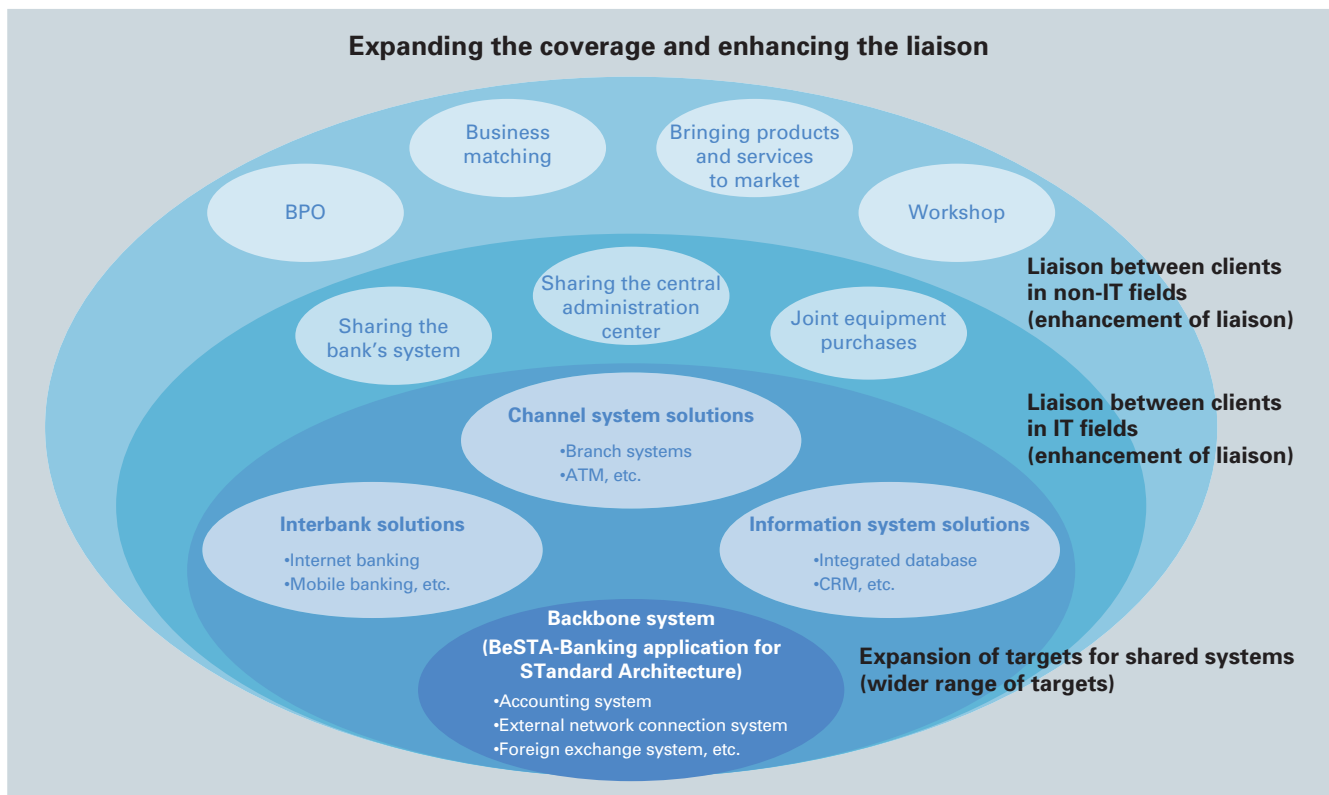 Expanding the coverage and enhancing the liaison
Business
matching
Bringing products
and services
to market
BPO
Workshop
Liaison between clients
in non-IT fields
(enhancement of liaison)
Sharing the central
administration
center
Sharing the
bank's system
Joint equipment
purchases
Liaison between clients
in IT fields
(enhancement of liaison)
Channel system solutions
•Branch systems
•ATM, etc.
Interbank solutions
•Internet banking
•Mobile banking, etc.
Information system solutions
•Integrated database
•CRM, etc.
Backbone system
(BeSTA-Banking application for
STandard Architecture)
•Accounting system
•External network connection system
•Foreign exchange system, etc.
Expansion of targets for shared systems
(wider range of targets)